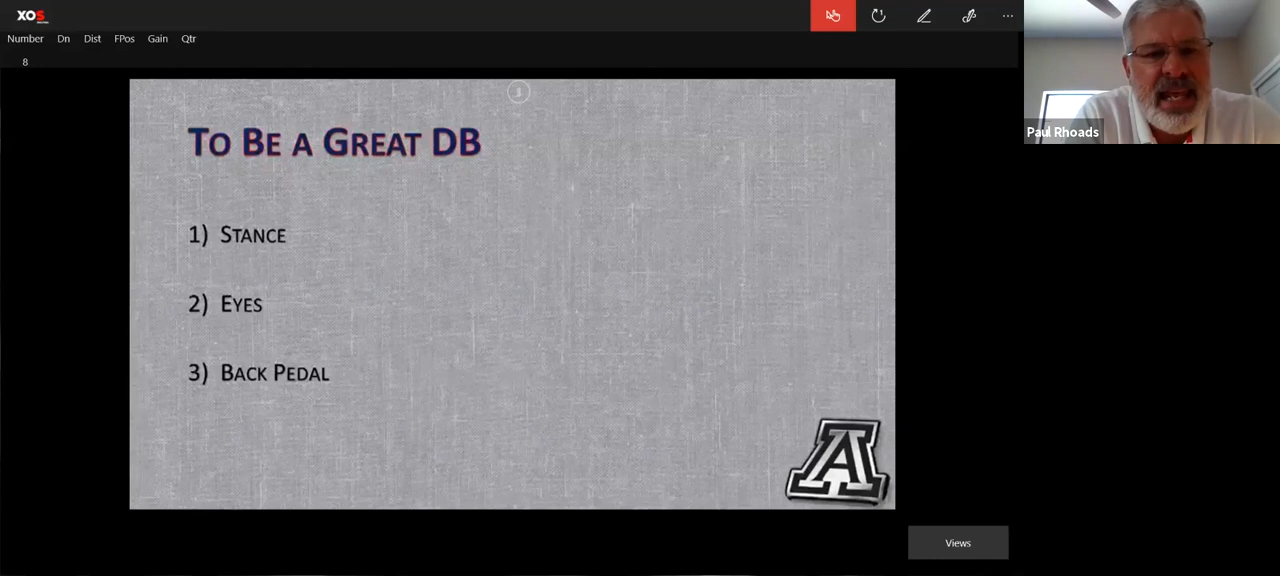 XOS
Number Dn Dist FPos Gain Qtr
8
Paul Rhoads
TO BE A GREAT DB
1) STANCE
2) EYES
3) BACK PEDAL
A
Views